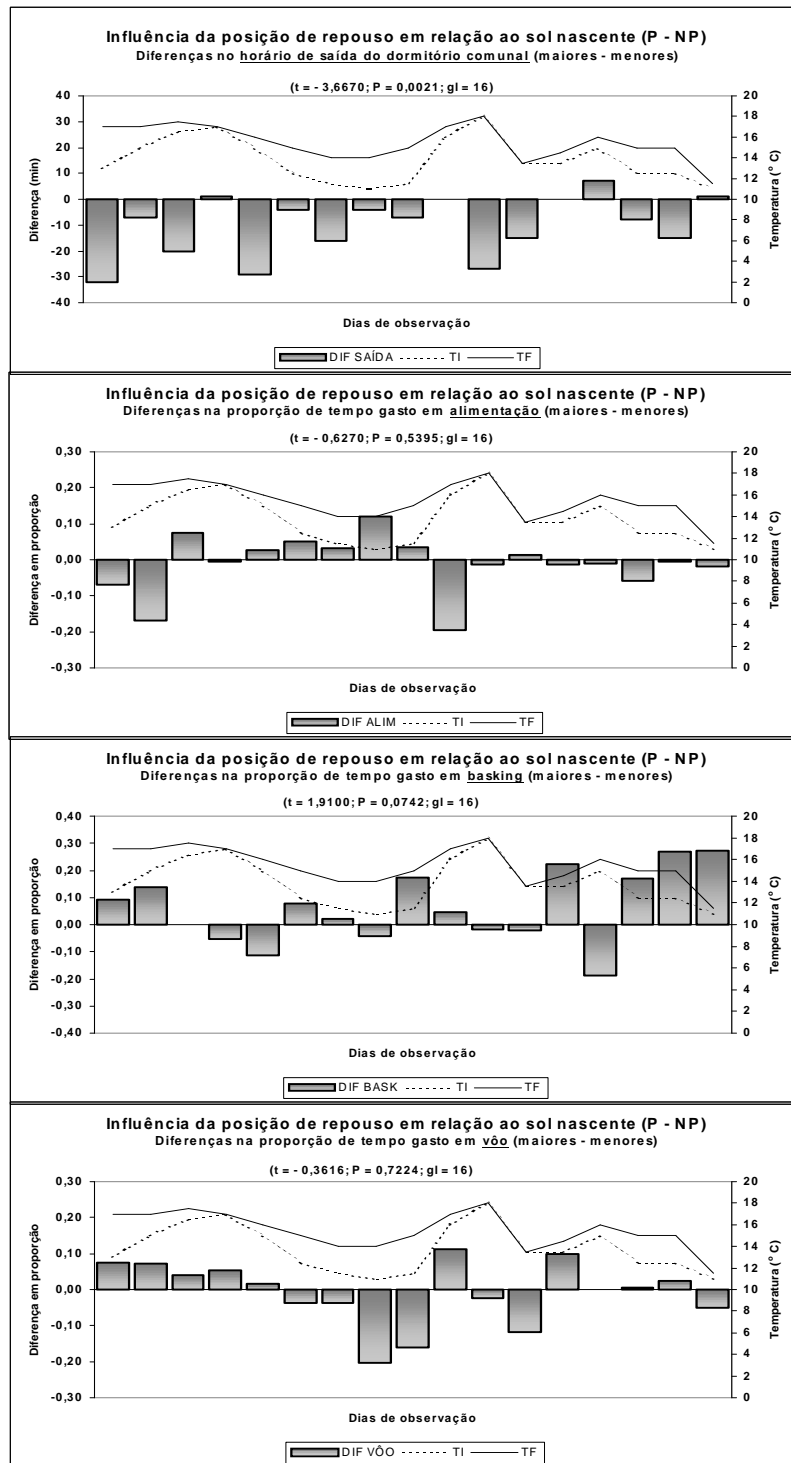 Influência da posição de repouso em relação ao sol nascente (P - NP)
Diferenças no horário de saída do dormitório comunal (maiores - menores)
(t = - 3,6670; P = 0,0021; gl = 16)
40
30
20
10
0
-10
-20
-30
-40
Diferença (min)
20
18
16
14
12
10
8
6
4
2
0
Temperatura (° C)
Dias de observação
DIF SAÍDA TI TF
Influência da posição de repouso em relação ao sol nascente (P - NP)
Diferenças na proporção de tempo gasto em alimentação (maiores - menores)
(t = - 0,6270; P = 0,5395; gl = 16)
0,30
0,20
0,10
0,00
-0,10
-0,20
-0,30
Diferença em proporção
20
18
16
14
12
10
8
6
4
2
0
Temperatura (° C)
Dias de observação
DIF ALIM TI TF
Influência da posição de repouso em relação ao sol nascente (P - NP)
Diferenças na proporção de tempo gasto em basking (maiores - menores)
(t = 1,9100; P = 0,0742; gl = 16)
0,40
0,30
0,20
0,10
0,00
-0,10
-0,20
-0,30
-0,40
Diferença em proporção
20
18
16
14
12
10
8
6
4
2
0
Temperatura (° C)
Dias de observação
DIF BASK TI TF
Influência da posição de repouso em relação ao sol nascente (P - NP)
Diferenças na proporção de tempo gasto em vôo (maiores - menores)
(t = - 0,3616; P = 0,7224; gl = 16)
0,30
0,20
0,10
0,00
-0,10
-0,20
-0,30
Diferença em proporção
20
18
16
14
12
10
8
6
4
2
0
Temperatura (° C)
Dias de observação
DIF VÔO TI TF